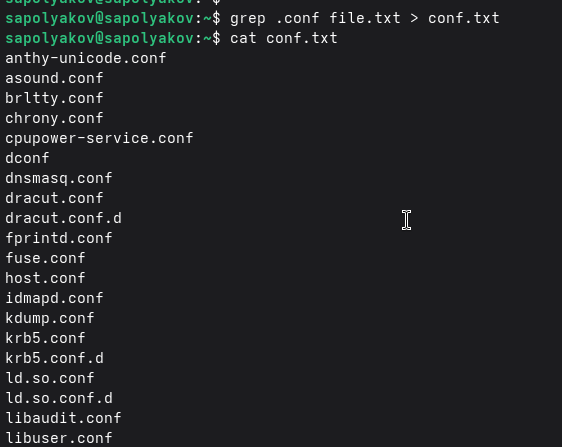 sapolyakov@sapolyakov:~$ grep .conf file.txt > conf.txt
sapolyakov@sapolyakov:~$ cat conf.txt
anthy-unicode.conf
asound.conf
brltty.conf
chrony.conf
cpupower-service.conf
dconf
dnsmasq.conf
dracut.conf
dracut.conf.d
fprintd.conf
fuse.conf
host.conf
idmapd.conf
kdump.conf
krb5.conf
krb5.conf.d
ld.so.conf
ld.so.conf.d
libaudit.conf
libuser.conf